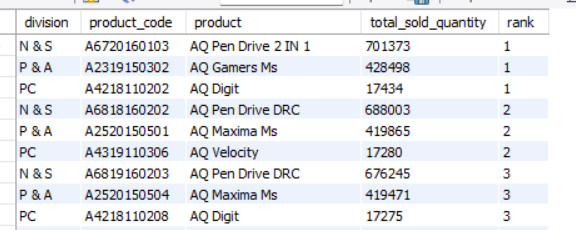 division product_code product total_sold_quantity rank
N & S A6720160103 AQ Pen Drive 2 IN 1 701373 1
P & A A2319150302 AQ Gamers Ms 428498 1
PC A4218110202 AQ Digit 17434 1
N & S A6818160202 AQ Pen Drive DRC 688003 2
P & A A2520150501 AQ Maxima Ms 419865 2
PC A4319110306 AQ Velocity 17280 2
N & S A6819160203 AQ Pen Drive DRC 676245 3
P & A A2520150504 AQ Maxima Ms 419471 3
PC A4218110208 AQ Digit 17275 3